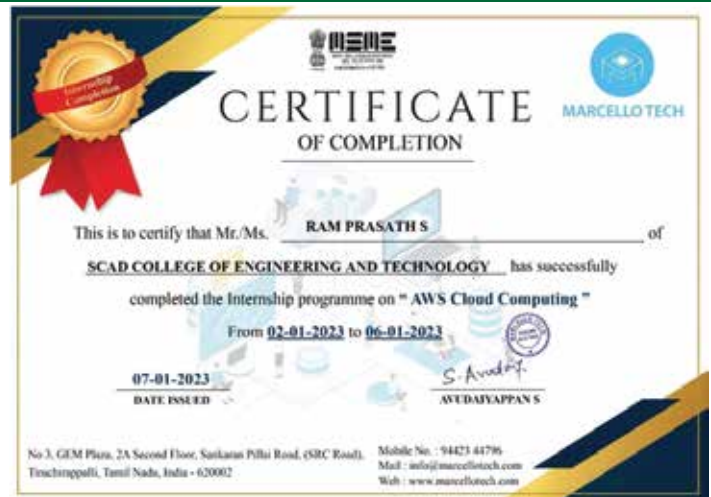 Internship
Completion
MSME
MARCELLO TECH
CERTIFICATE
OF COMPLETION
This is to certify that Mr./Ms. RAM PRASATH S of
SCAD COLLEGE OF ENGINEERING AND TECHNOLOGY has successfully
completed the Internship programme on " AWS Cloud Computing "
From 02-01-2023 to 06-01-2023
07-01-2023
DATE ISSUED
S. Avudaiy.
AVUDAIYAPPAN S
No 3, GEM Plaza, 2A Second Floor, Sankaran Pillai Road, (SRC Road),
Tiruchirappalli, Tamil Nadu, India - 620002
Mobile No. : 94423 44796
Mail : info@marcellotech.com
Web : www.marcellotech.com